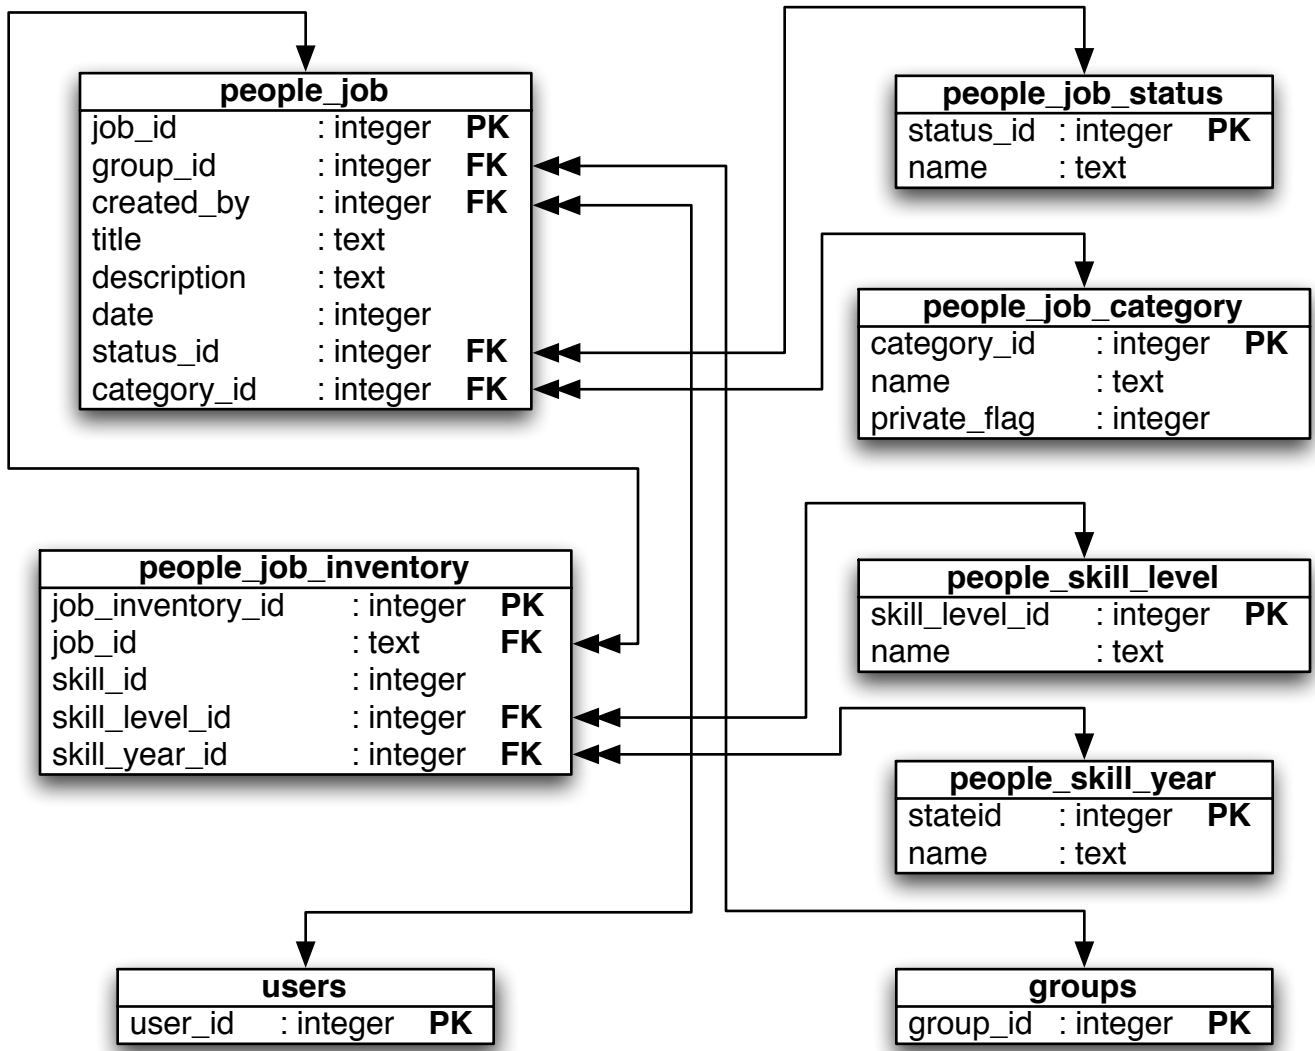 people_job
job_id : integer PK
group_id : integer FK
created_by : integer FK
title : text
description : text
date : integer
status_id : integer FK
category_id : integer FK
people_job_status
status_id : integer PK
name : text
people_job_category
category_id : integer PK
name : text
private_flag : integer
people_job_inventory
job_inventory_id : integer PK
job_id : text FK
skill_id : integer
skill_level_id : integer FK
skill_year_id : integer FK
people_skill_level
skill_level_id : integer PK
name : text
people_skill_year
stateid : integer PK
name : text
users
user_id : integer PK
groups
group_id : integer PK